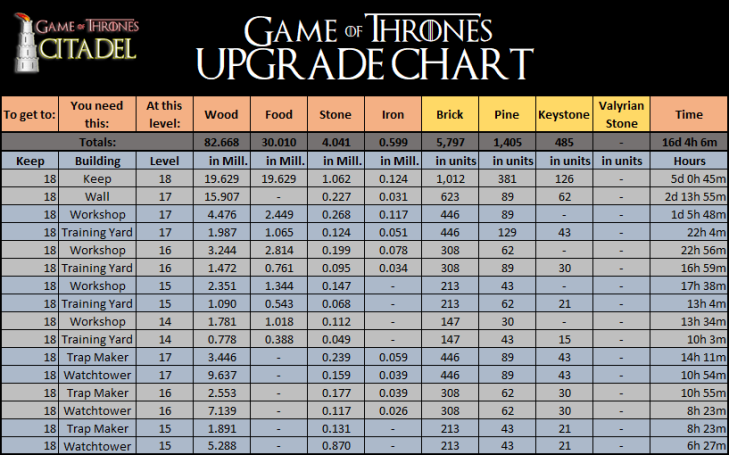 GAME OF THRONES
CITADEL
GAME OF THRONES
UPGRADE CHART
To get to: You need this: At this level: Wood Food Stone Iron Brick Pine Keystone Valyrian Stone Time
Totals: 82.668 30.010 4.041 0.599 5,797 1,405 485 - 16d 4h 6m
Keep Building Level in Mill. in Mill. in Mill. in Mill. in units in units in units in units Hours
18 Keep 18 19.629 19.629 1.062 0.124 1,012 381 126 - 5d 0h 45m
18 Wall 17 15.907 - 0.227 0.031 623 89 62 - 2d 13h 55m
18 Workshop 17 4.476 2.449 0.268 0.117 446 89 - - 1d 5h 48m
18 Training Yard 17 1.987 1.065 0.124 0.051 446 129 43 - 22h 4m
18 Workshop 16 3.244 2.814 0.199 0.078 308 62 - - 22h 56m
18 Training Yard 16 1.472 0.761 0.095 0.034 308 89 30 - 16h 59m
18 Workshop 15 2.351 1.344 0.147 - 213 43 - - 17h 38m
18 Training Yard 15 1.090 0.543 0.068 - 213 62 21 - 13h 4m
18 Workshop 14 1.781 1.018 0.112 - 147 30 - - 13h 34m
18 Training Yard 14 0.778 0.388 0.049 - 147 43 15 - 10h 3m
18 Trap Maker 17 3.446 - 0.239 0.059 446 89 43 - 14h 11m
18 Watchtower 17 9.637 - 0.159 0.039 446 89 43 - 10h 54m
18 Trap Maker 16 2.553 - 0.177 0.039 308 62 30 - 10h 55m
18 Watchtower 16 7.139 - 0.117 0.026 308 62 30 - 8h 23m
18 Trap Maker 15 1.891 - 0.131 - 213 43 21 - 8h 23m
18 Watchtower 15 5.288 - 0.870 - 213 43 21 - 6h 27m